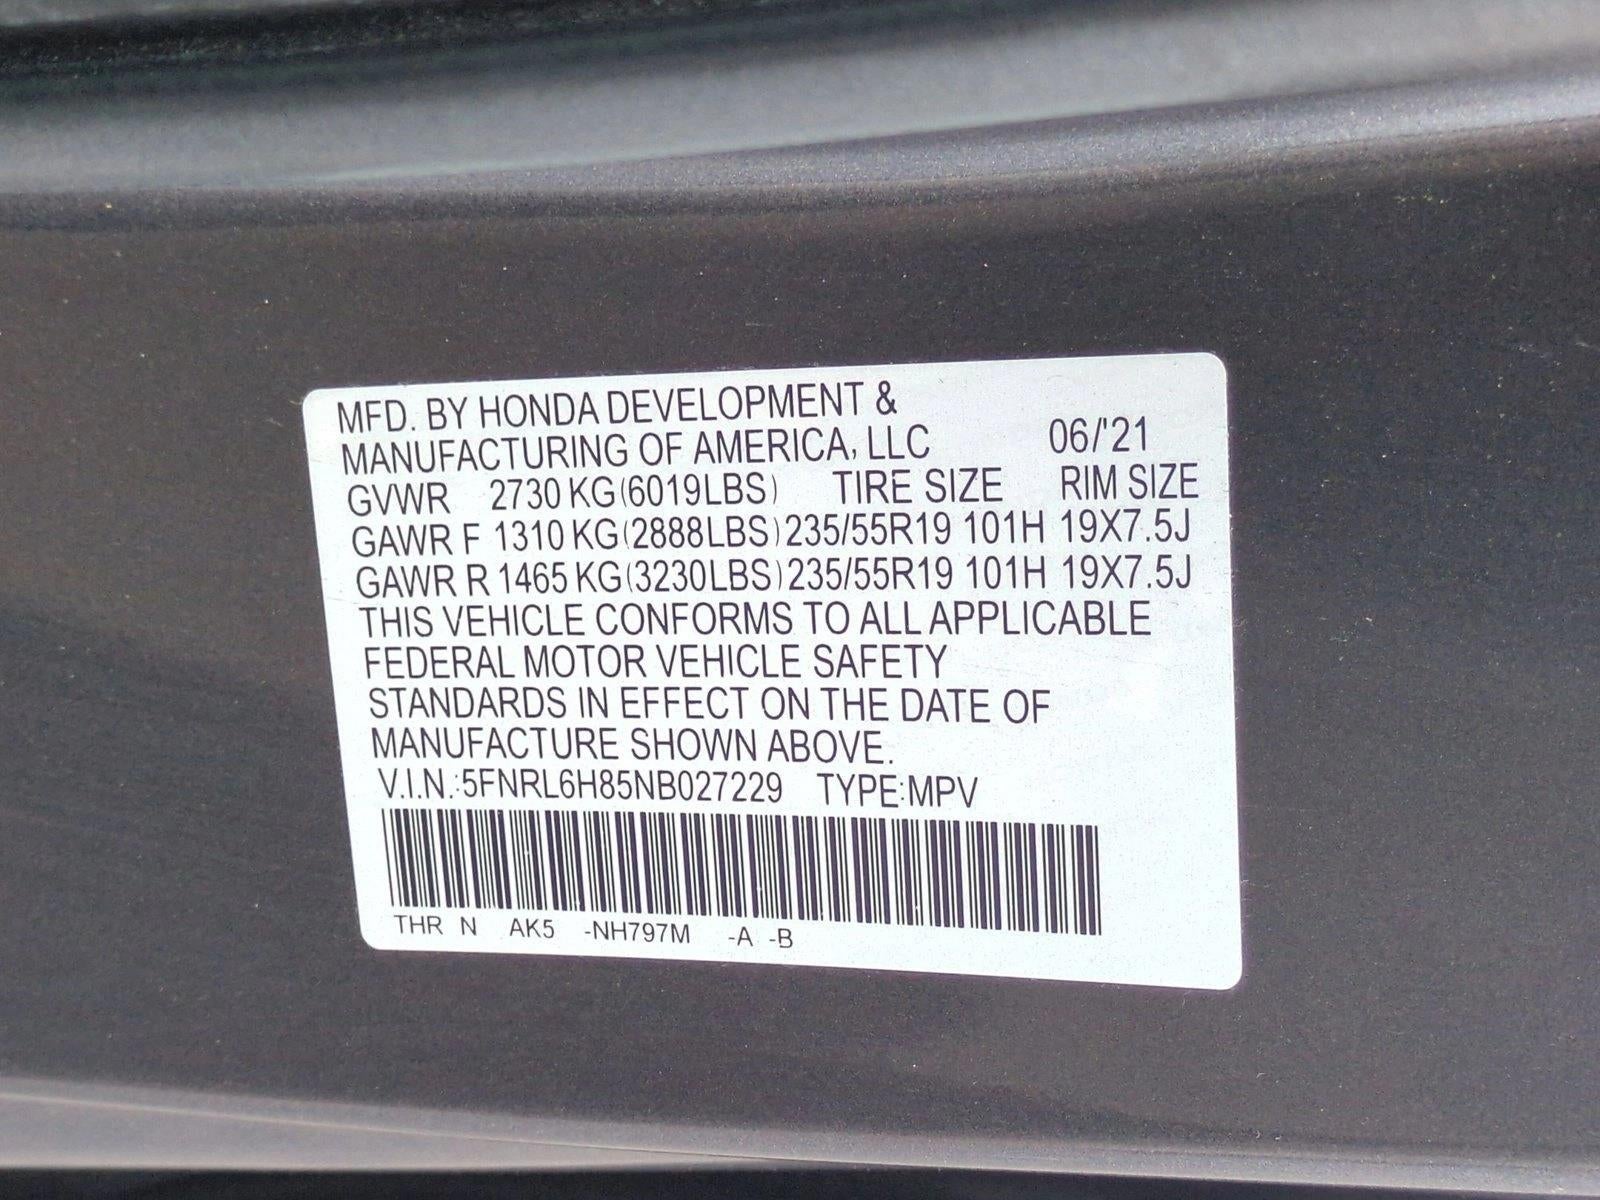 MFD. BY HONDA DEVELOPMENT &
MANUFACTURING OF AMERICA, LLC 06/'21
GVWR 2730 KG(6019LBS) TIRE SIZE RIM SIZE
GAWR F 1310 KG(2888LBS) 235/55R19 101H 19X7.5J
GAWR R 1465 KG(3230LBS) 235/55R19 101H 19X7.5J
THIS VEHICLE CONFORMS TO ALL APPLICABLE
FEDERAL MOTOR VEHICLE SAFETY
STANDARDS IN EFFECT ON THE DATE OF
MANUFACTURE SHOWN ABOVE.
V.I.N.:5FNRL6H85NB027229 TYPE:MPV
THR N AK5 -NH797M -A -B